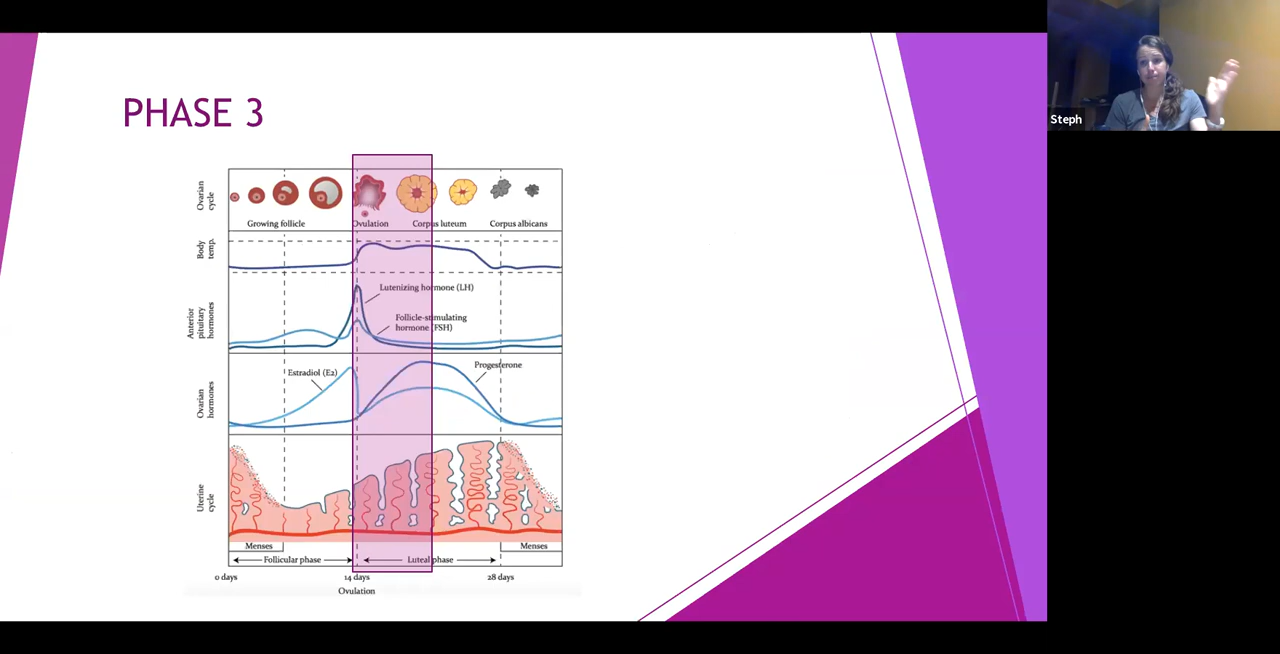 PHASE 3
Steph
Ovarian
cycle
Growing follicle
Ovulation
Corpus luteum
Corpus albicans
Body
temp.
Anterior
pituitary
hormones
Lutenizing hormone (LH)
Follicle-stimulating
hormone (FSH)
Ovarian
hormones
Estradiol (E2)
Progesterone
Uterine
cycle
Menses
Menses
Follicular phase
Luteal phase
0 days
14 days
28 days
Ovulation